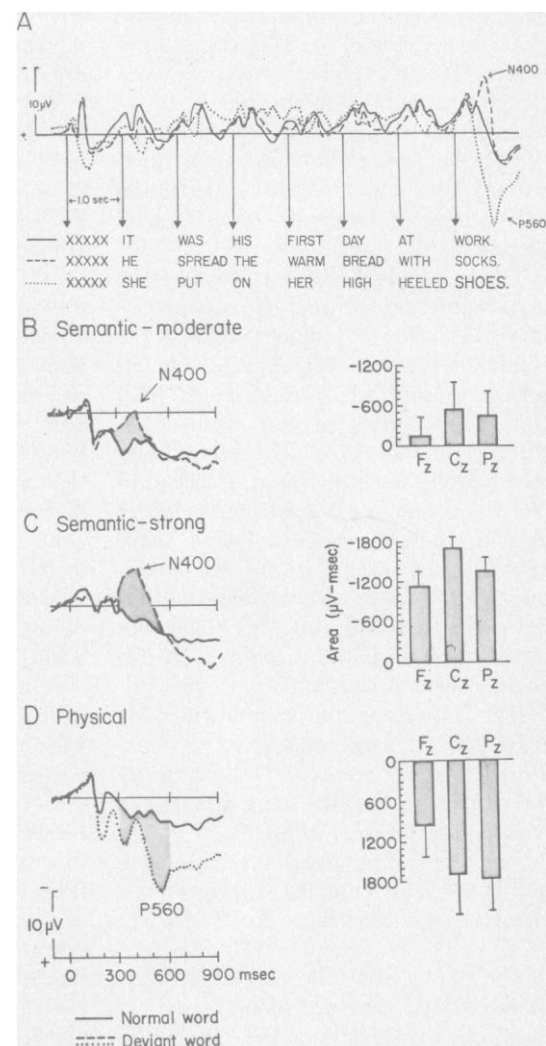 A
N400
10 µV
+
1.0 sec
P560
XXXXX IT WAS HIS FIRST DAY AT WORK.
XXXXX HE SPREAD THE WARM BREAD WITH SOCKS.
XXXXX SHE PUT ON HER HIGH HEELED SHOES.
B Semantic-moderate
N400
-1200
-600
0
Fz Cz Pz
C Semantic-strong
N400
Area (µV-msec)
-1800
-1200
-600
0
Fz Cz Pz
D Physical
Fz Cz Pz
0
600
1200
1800
P560
10 µV
+
0 300 600 900 msec
Normal word
Deviant word